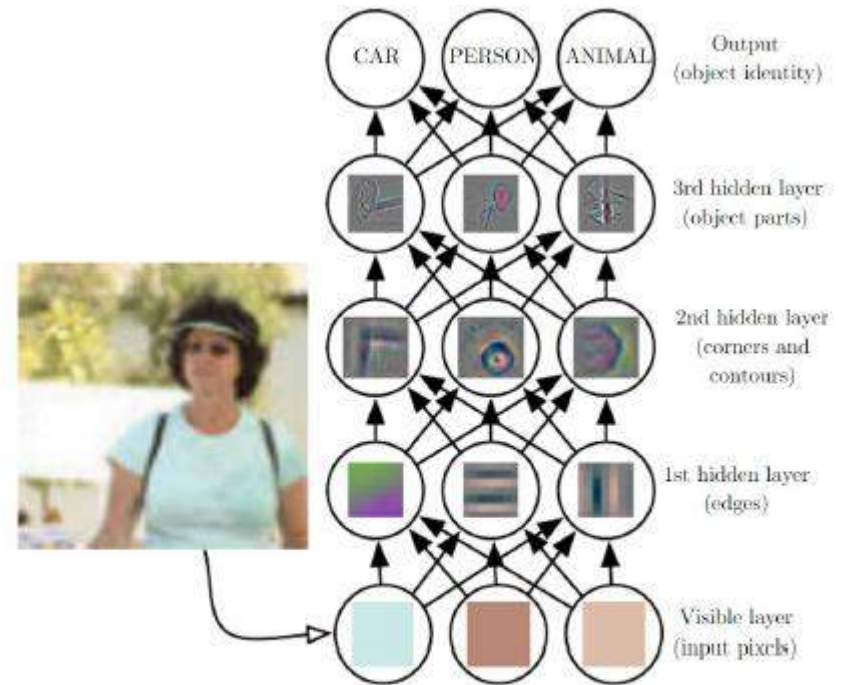 CAR
PERSON
ANIMAL
Output
(object identity)
3rd hidden layer
(object parts)
2nd hidden layer
(corners and
contours)
1st hidden layer
(edges)
Visible layer
(input pixels)